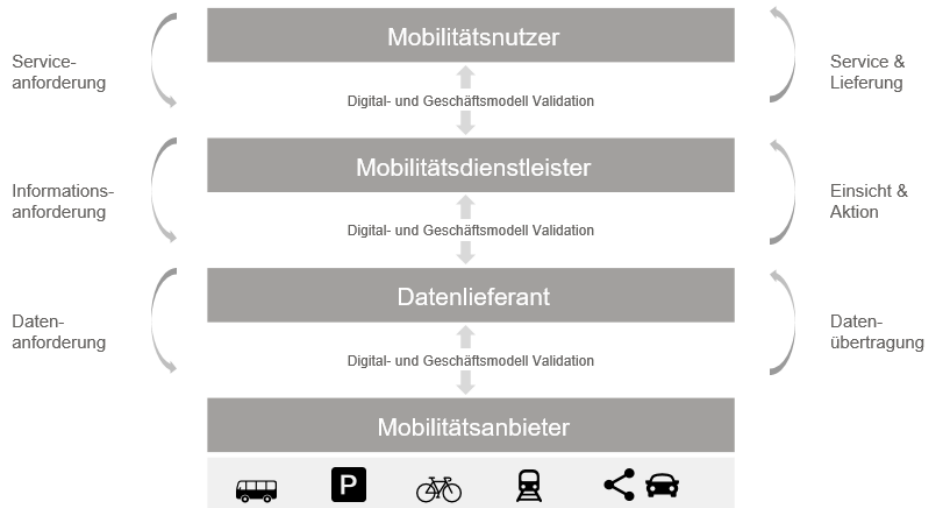 Mobilitätsnutzer
Service-
anforderung
Service &
Lieferung
Digital- und Geschäftsmodell Validation
Mobilitätsdienstleister
Informations-
anforderung
Einsicht &
Aktion
Digital- und Geschäftsmodell Validation
Datenlieferant
Daten-
anforderung
Daten-
übertragung
Digital- und Geschäftsmodell Validation
Mobilitätsanbieter
P